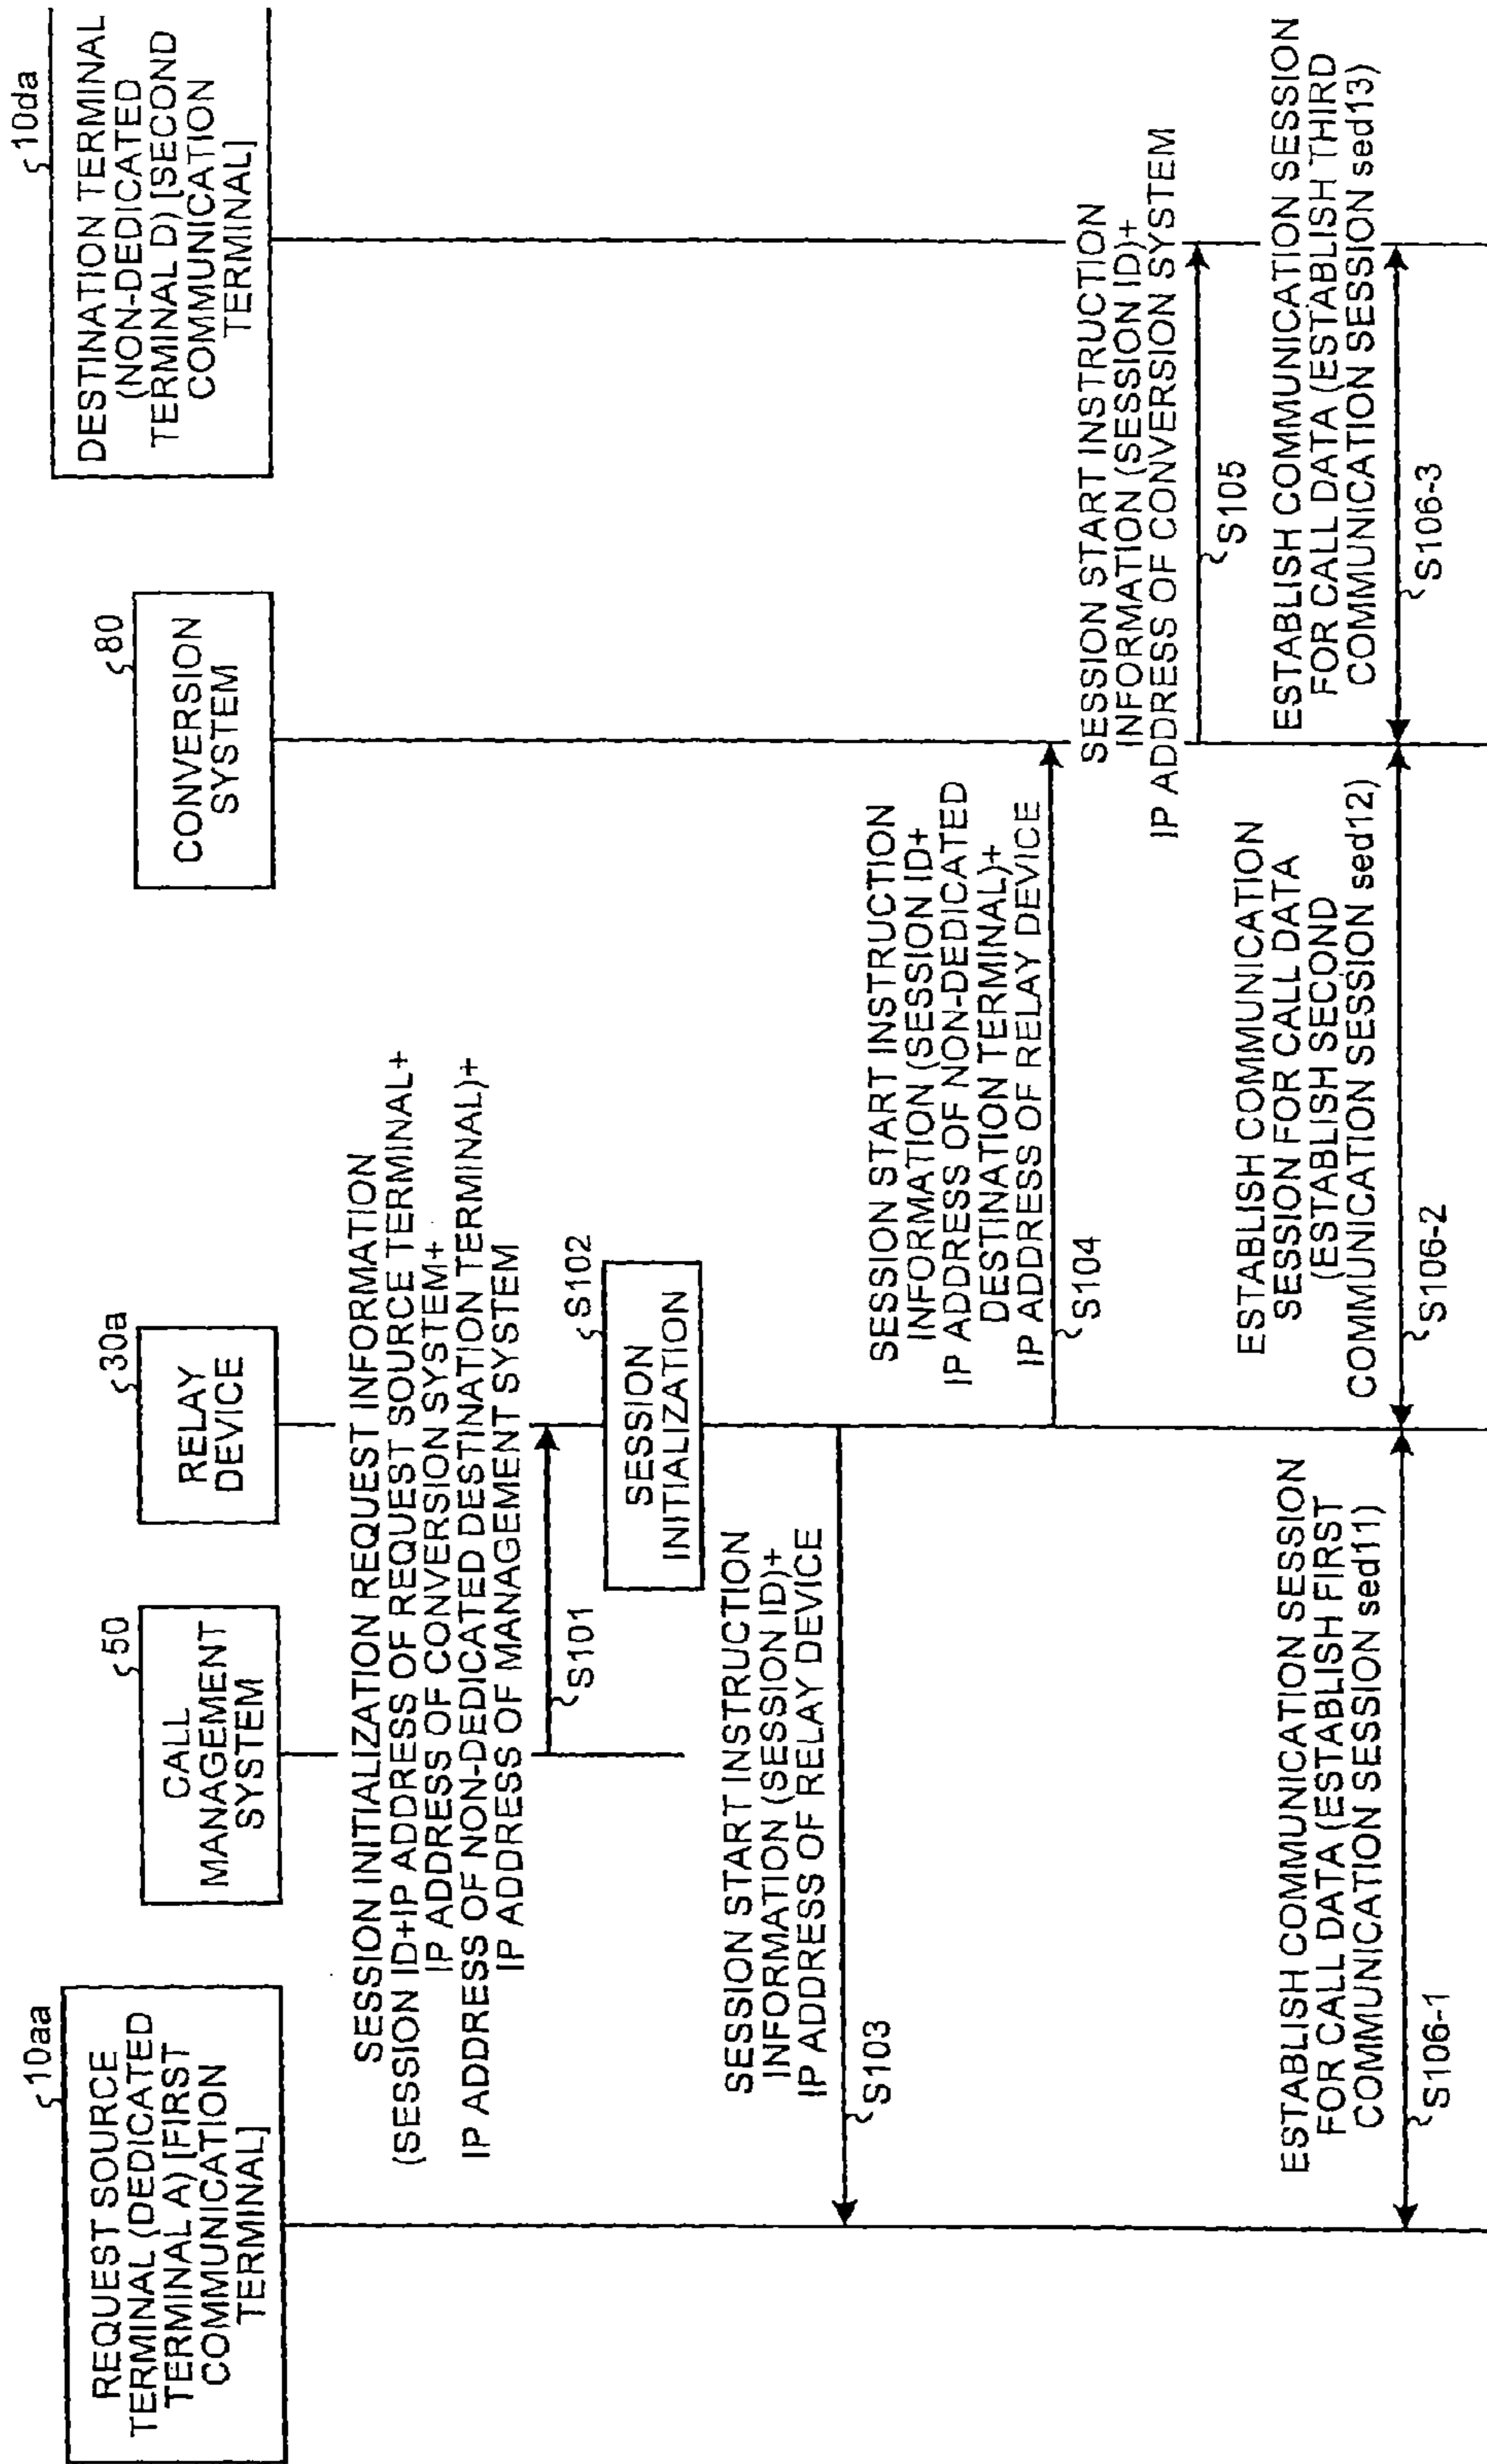 10aa
REQUEST SOURCE
TERMINAL (DEDICATED
TERMINAL A) [FIRST
COMMUNICATION
TERMINAL]
50
CALL
MANAGEMENT
SYSTEM
30a
RELAY
DEVICE
80
CONVERSION
SYSTEM
10da
DESTINATION TERMINAL
(NON-DEDICATED
TERMINAL D) [SECOND
COMMUNICATION
TERMINAL]
SESSION INITIALIZATION REQUEST INFORMATION
(SESSION ID+IP ADDRESS OF REQUEST SOURCE TERMINAL+
IP ADDRESS OF CONVERSION SYSTEM+
IP ADDRESS OF NON-DEDICATED DESTINATION TERMINAL)+
IP ADDRESS OF MANAGEMENT SYSTEM
S101
S102
SESSION
INITIALIZATION
SESSION START INSTRUCTION
INFORMATION (SESSION ID)+
IP ADDRESS OF RELAY DEVICE
S103
SESSION START INSTRUCTION
INFORMATION (SESSION ID+
IP ADDRESS OF NON-DEDICATED
DESTINATION TERMINAL)+
IP ADDRESS OF RELAY DEVICE
S104
SESSION START INSTRUCTION
INFORMATION (SESSION ID)+
IP ADDRESS OF CONVERSION SYSTEM
S105
ESTABLISH COMMUNICATION SESSION
FOR CALL DATA (ESTABLISH FIRST
COMMUNICATION SESSION sed11)
S106-1
ESTABLISH COMMUNICATION
SESSION FOR CALL DATA
(ESTABLISH SECOND
COMMUNICATION SESSION sed12)
S106-2
ESTABLISH COMMUNICATION SESSION
FOR CALL DATA (ESTABLISH THIRD
COMMUNICATION SESSION sed13)
S106-3